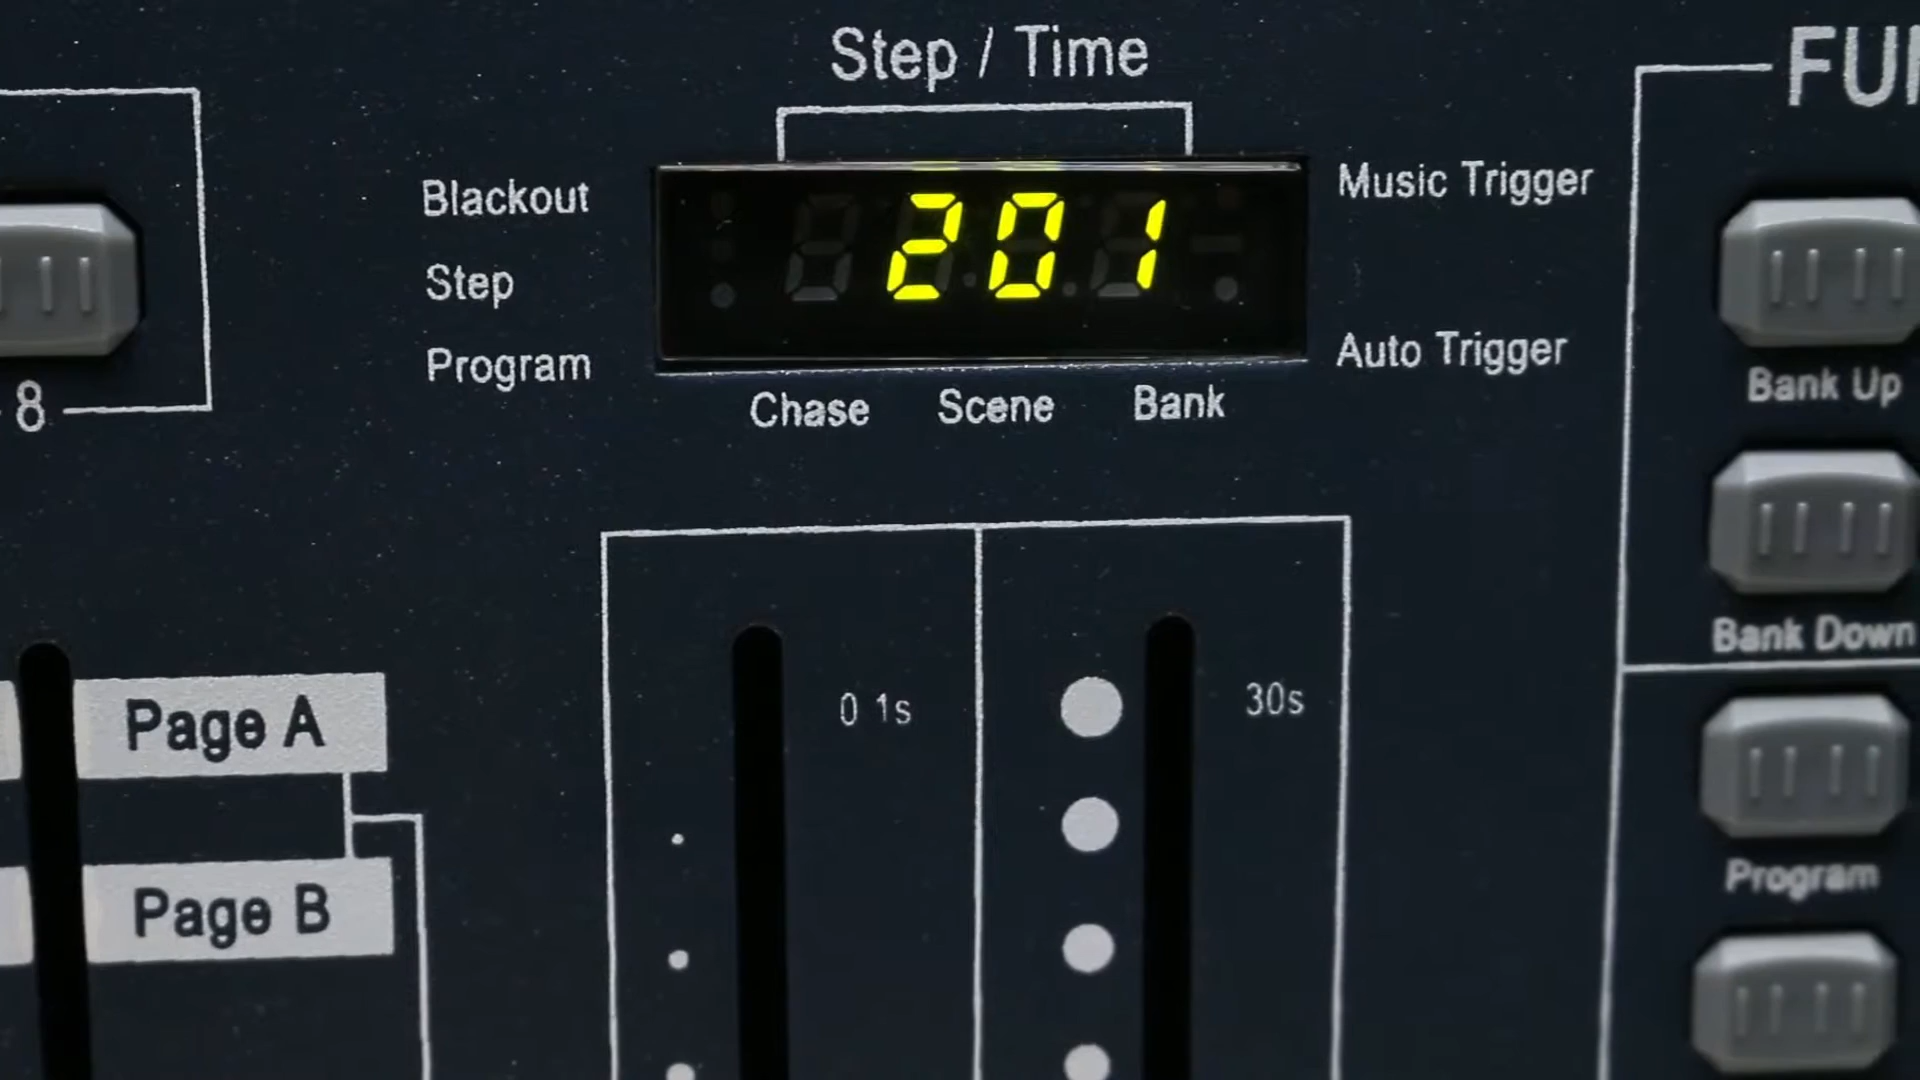 Step / Time
FUN
Blackout
Step
Program
201
Music Trigger
Auto Trigger
Chase Scene Bank
8
Bank Up
Bank Down
Program
0 1s
30s
Page A
Page B